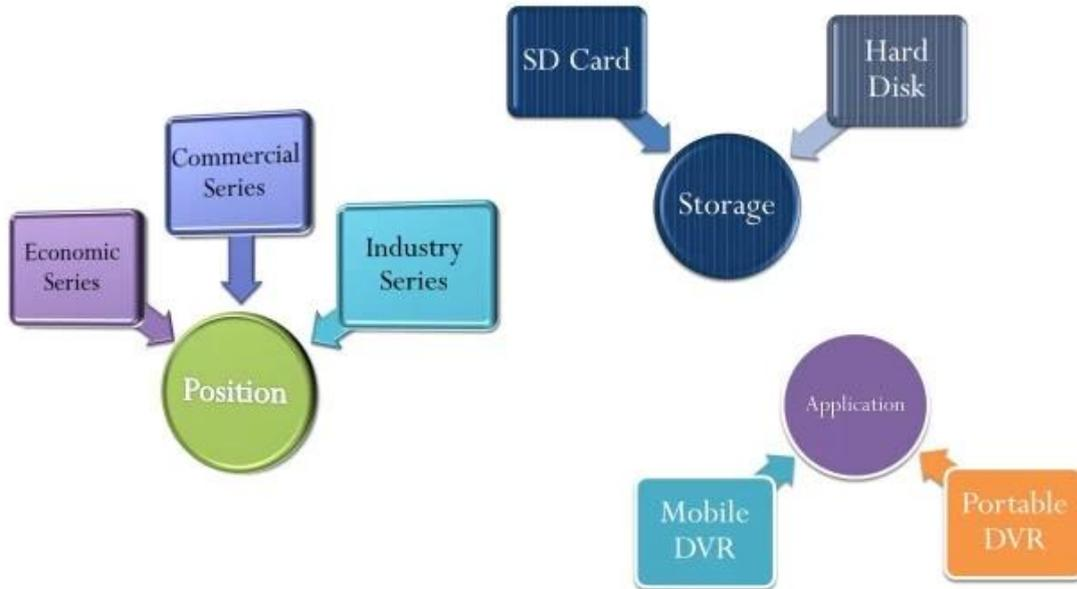 Commercial
Series
Economic
Series
Industry
Series
Position
SD Card
Hard
Disk
Storage
Application
Mobile
DVR
Portable
DVR